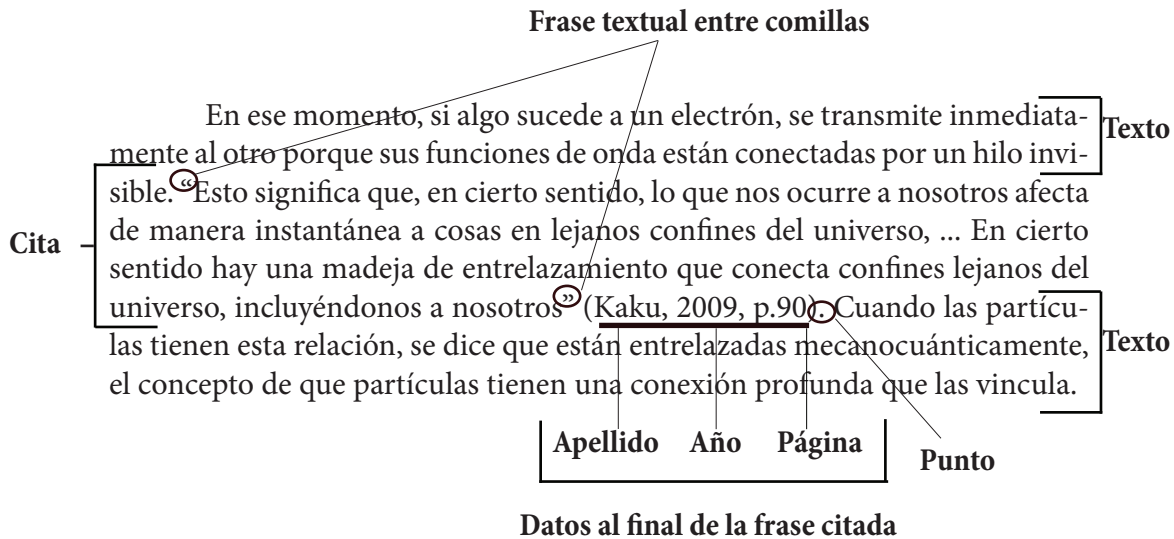 Frase textual entre comillas
En ese momento, si algo sucede a un electrón, se transmite inmediata-
mente al otro porque sus funciones de onda están conectadas por un hilo invi-
sible. “Esto significa que, en cierto sentido, lo que nos ocurre a nosotros afecta
de manera instantánea a cosas en lejanos confines del universo, ... En cierto
sentido hay una madeja de entrelazamiento que conecta confines lejanos del
universo, incluyéndonos a nosotros” (Kaku, 2009, p.90). Cuando las partícu-
las tienen esta relación, se dice que están entrelazadas mecanocuánticamente,
el concepto de que partículas tienen una conexión profunda que las vincula.
Texto
Cita
Texto
Apellido Año Página
Punto
Datos al final de la frase citada